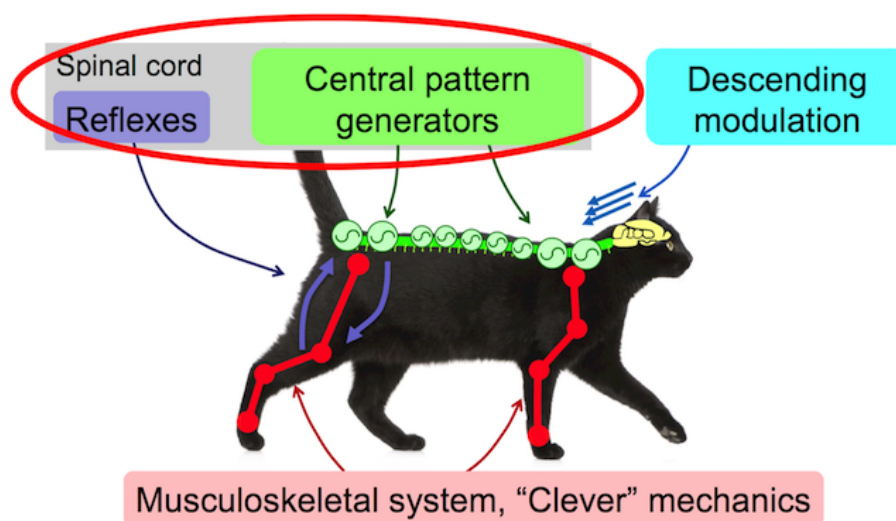 Spinal cord
Reflexes
Central pattern
generators
Descending
modulation
Musculoskeletal system, “Clever” mechanics